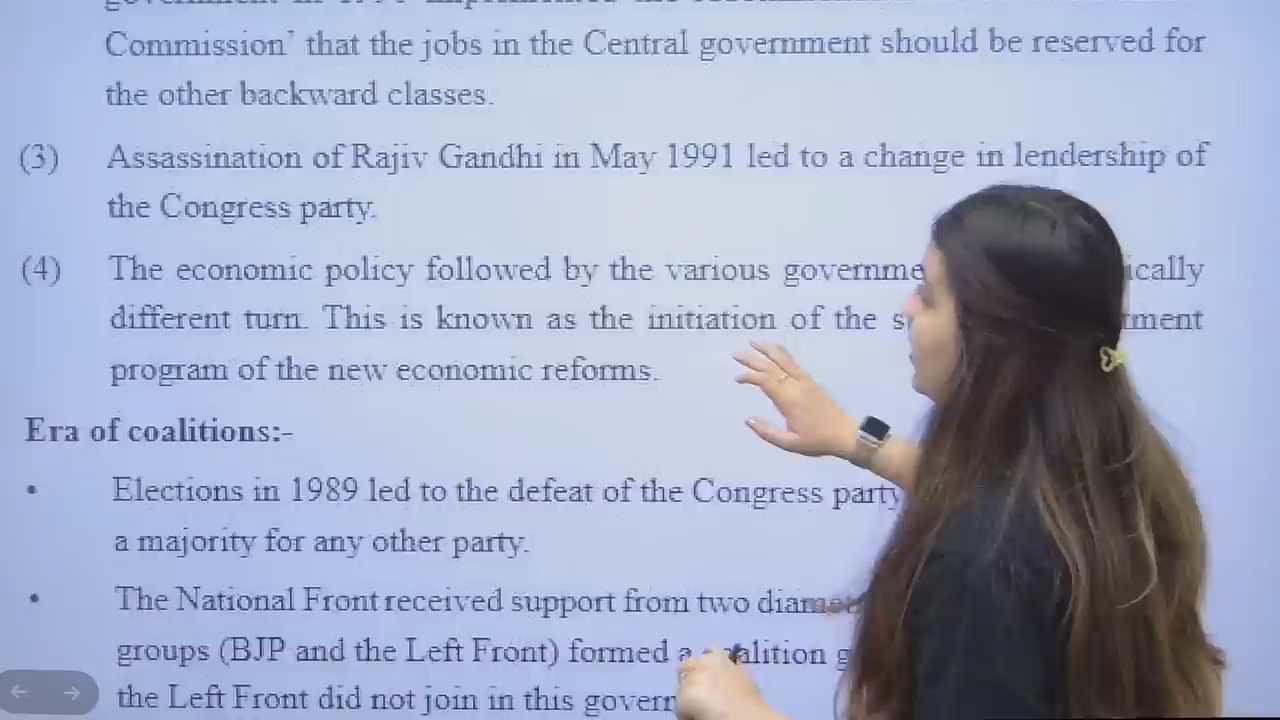 Commission' that the jobs in the Central government should be reserved for
the other backward classes.
(3) Assassination of Rajiv Gandhi in May 1991 led to a change in lendership of
the Congress party.
(4) The economic policy followed by the various governme ically
different turn. This is known as the initiation of the s tment
program of the new economic reforms.
Era of coalitions:-
• Elections in 1989 led to the defeat of the Congress party
a majority for any other party.
• The National Front received support from two diame
groups (BJP and the Left Front) formed a coalition g
the Left Front did not join in this govern